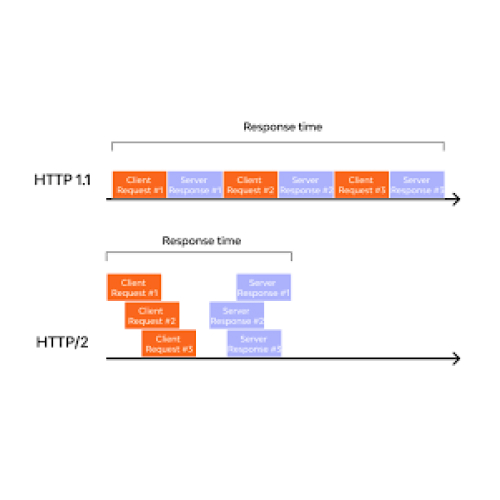 Response time
HTTP 1.1
Client
Request #1
Server
Response #1
Client
Request #2
Server
Response #2
Client
Request #3
Server
Response #3
Response time
Client
Request #1
Server
Response #1
Client
Request #2
Server
Response #2
HTTP/2
Client
Request #3
Server
Response #3